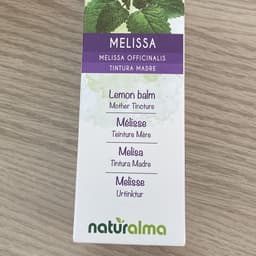 MELISSA
MELISSA OFFICINALIS
TINTURA MADRE
Lemon balm
Mother Tincture
Mélisse
Teinture Mère
Melisa
Tintura Madre
Melisse
Urtinktur
naturalma